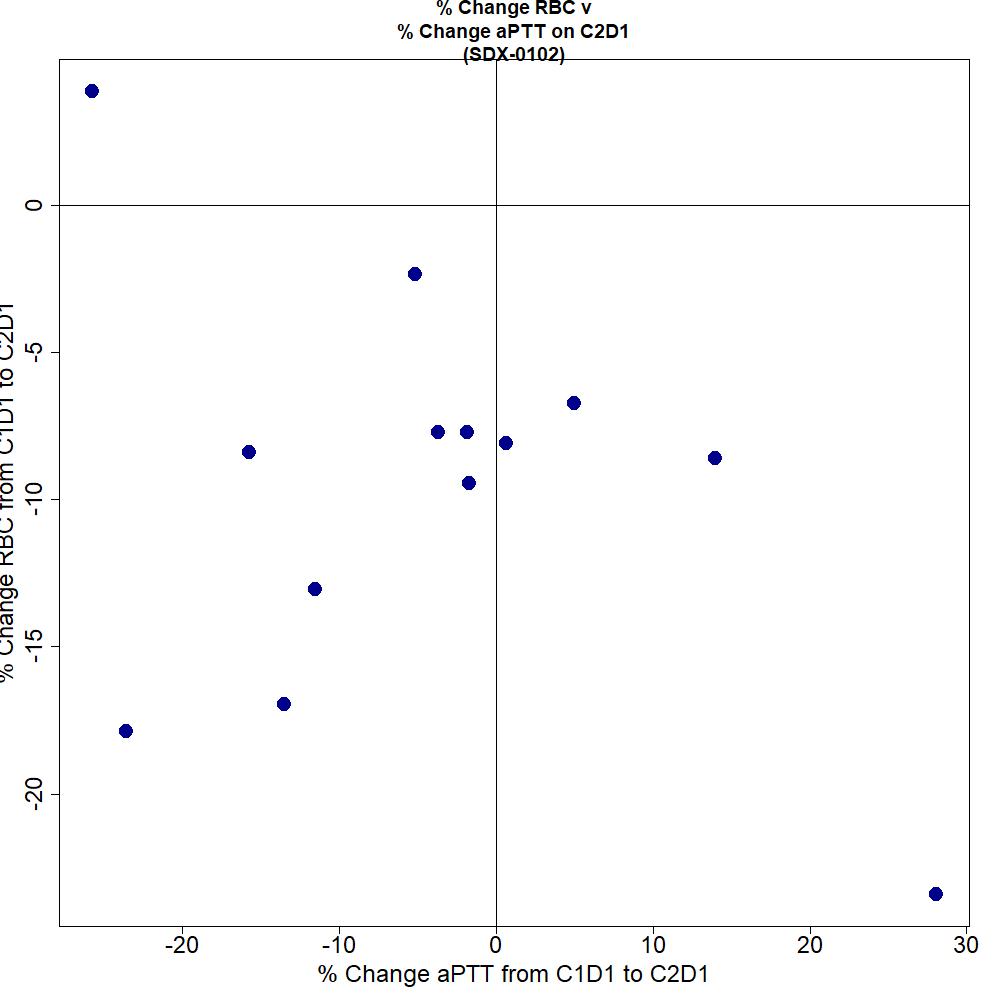 % Change RBC v
% Change aPTT on C2D1
(SDX-0102)
% Change RBC from C1D1 to C2D1
0
-5
-10
-15
-20
-20
-10
0
10
20
30
% Change aPTT from C1D1 to C2D1